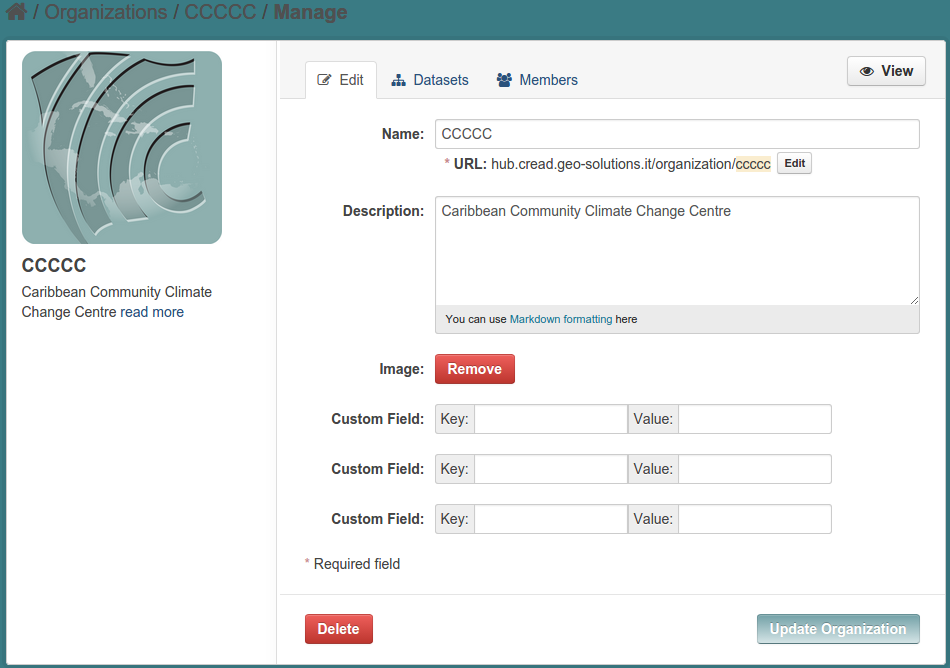 / Organizations / CCCCC / Manage
CCCCC
Caribbean Community Climate
Change Centre read more
Edit Datasets Members View
Name: CCCCC
* URL: hub.cread.geo-solutions.it/organization/ccccc Edit
Description: Caribbean Community Climate Change Centre
You can use Markdown formatting here
Image: Remove
Custom Field: Key: Value:
Custom Field: Key: Value:
Custom Field: Key: Value:
* Required field
Delete Update Organization